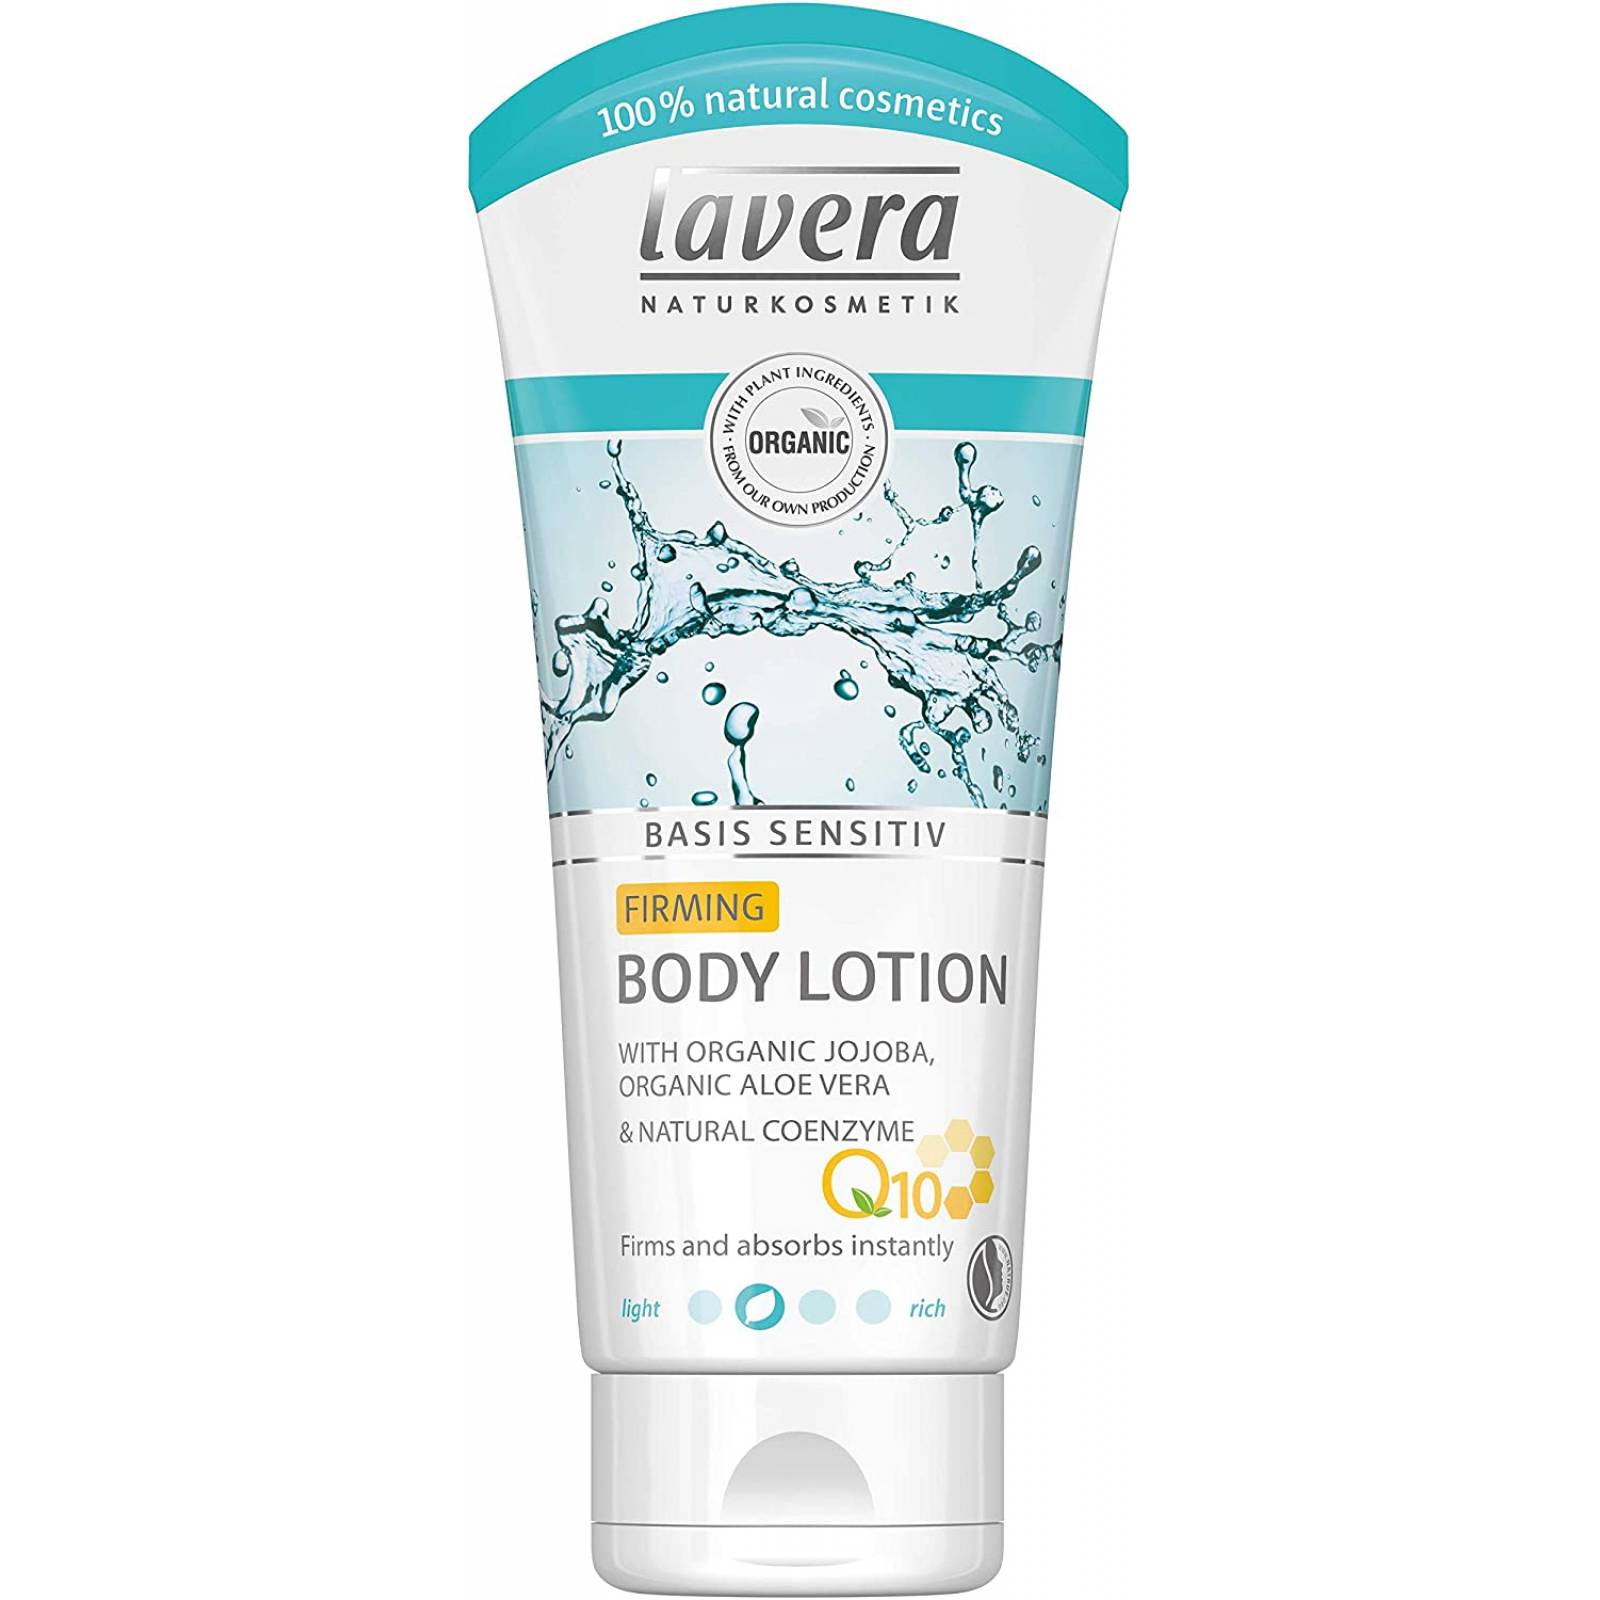 100% natural cosmetics
lavera
NATURKOSMETIK
· WITH PLANT INGREDIENTS ·
FROM OUR OWN PRODUCTION
ORGANIC
BASIS SENSITIV
FIRMING
BODY LOTION
WITH ORGANIC JOJOBA,
ORGANIC ALOE VERA
& NATURAL COENZYME
Q10
Firms and absorbs instantly
light rich